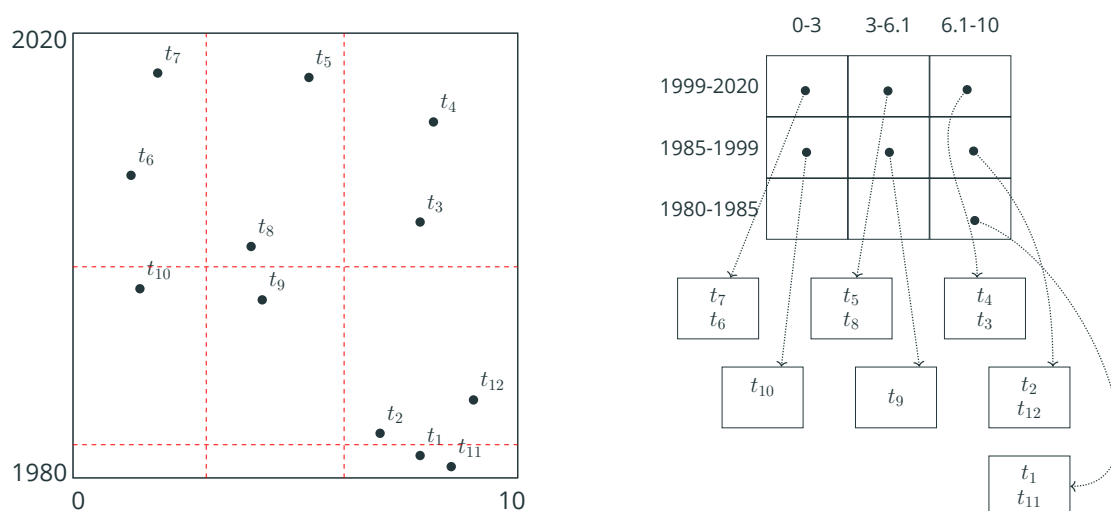 2020
t₇
t₅
t₄
t₆
t₃
t₈
t₁₀
t₉
t₁₂
t₂
t₁
t₁₁
1980
0
10
0-3
3-6.1
6.1-10
1999-2020
1985-1999
1980-1985
t₇
t₆
t₅
t₈
t₄
t₃
t₁₀
t₉
t₂
t₁₂
t₁
t₁₁